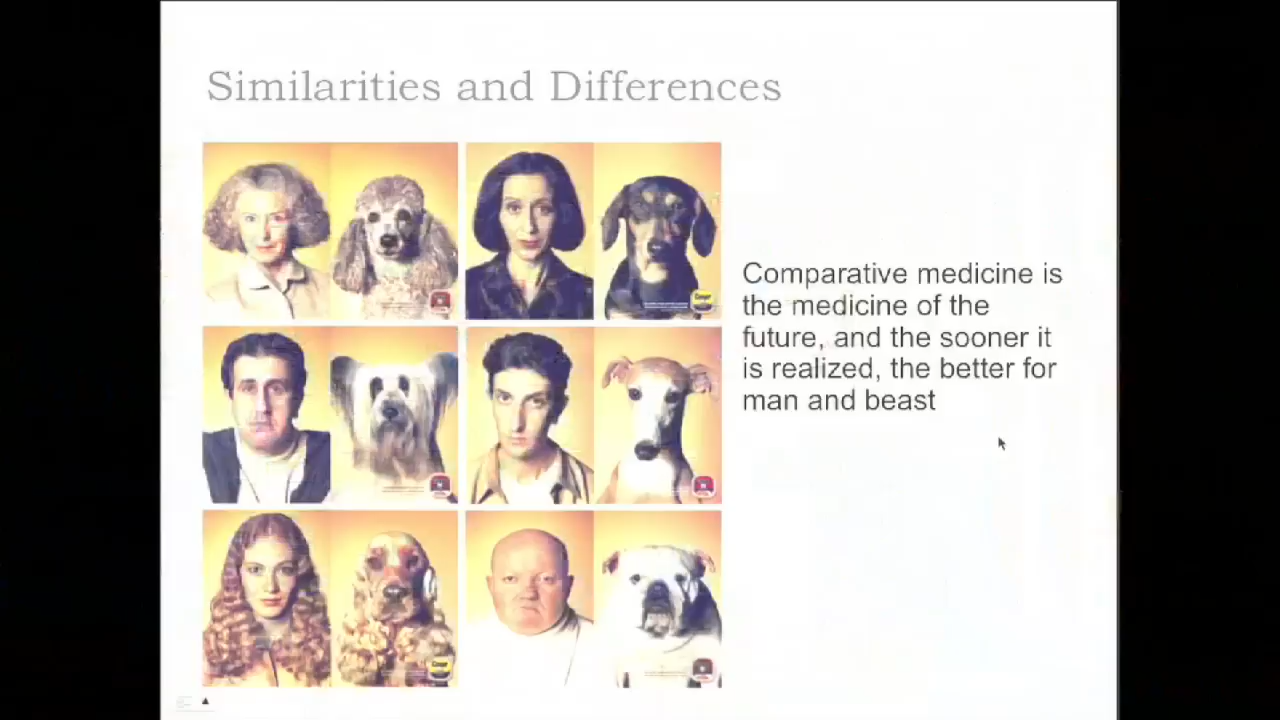 Similarities and Differences
Comparative medicine is
the medicine of the
future, and the sooner it
is realized, the better for
man and beast